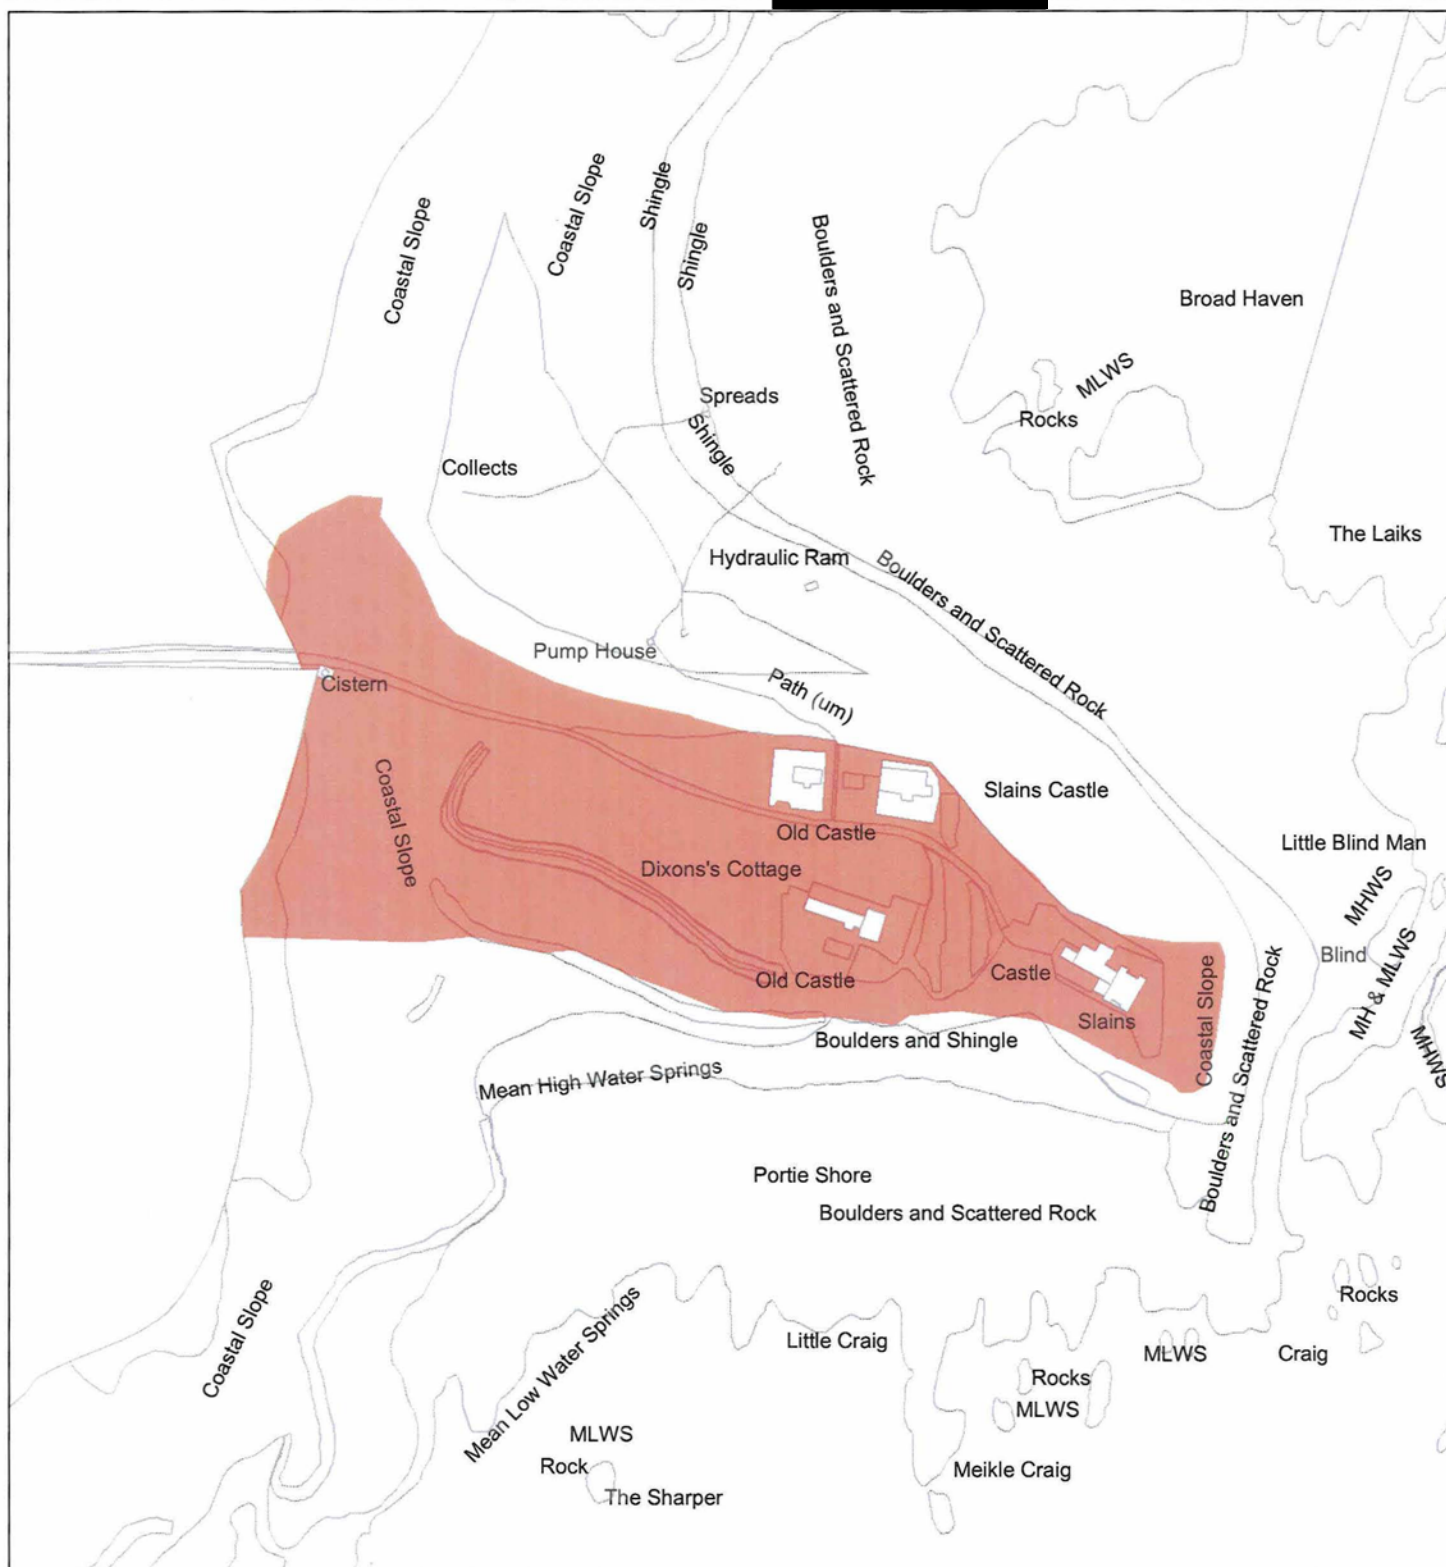 Coastal Slope
Coastal Slope
Shingle
Shingle
Boulders and Scattered Rock
Broad Haven
MLWS
Rocks
Spreads
Shingle
Collects
The Laiks
Hydraulic Ram
Boulders and Scattered Rock
Pump House
Cistern
Path (um)
Coastal Slope
Slains Castle
Old Castle
Little Blind Man
Dixons's Cottage
MHWS
Blind
MH & MLWS
Old Castle
Castle
Slains
Coastal Slope
Boulders and Scattered Rock
MHWS
Boulders and Shingle
Mean High Water Springs
Portie Shore
Boulders and Scattered Rock
Coastal Slope
Mean Low Water Springs
Rocks
Little Craig
MLWS
Craig
Rocks
MLWS
MLWS
Rock
Meikle Craig
The Sharper